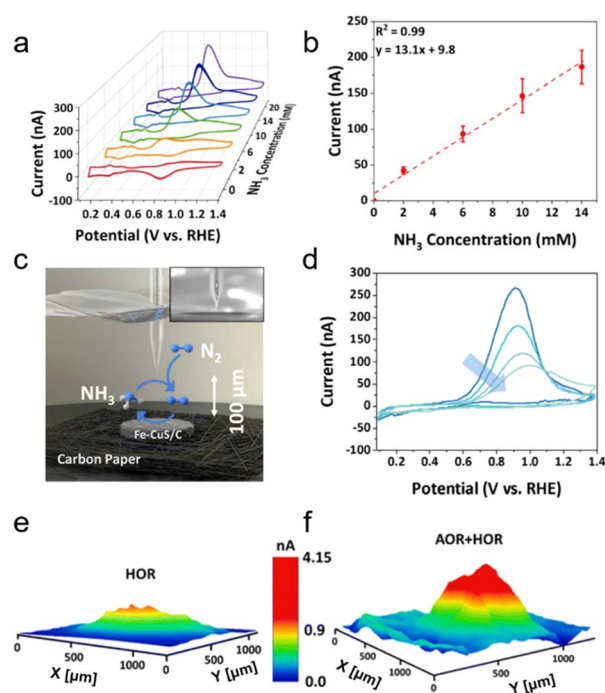 a
Current (nA)
300
200
100
0
-100
0.2 0.4 0.6 0.8 1.0 1.2 1.4
Potential (V vs. RHE)
0
2
6
10
14
20
NH3 Concentration (mM)
b
R² = 0.99
y = 13.1x + 9.8
Current (nA)
250
200
150
100
50
0
0 2 4 6 8 10 12 14
NH3 Concentration (mM)
c
N2
NH3
100 µm
Fe-CuS/C
Carbon Paper
d
Current (nA)
300
250
200
150
100
50
0
-50
0.2 0.4 0.6 0.8 1.0 1.2 1.4
Potential (V vs. RHE)
e
HOR
0
500
1000
X [µm]
0
500
1000
Y [µm]
nA
4.15
0.9
0.0
f
AOR+HOR
0
500
1000
X [µm]
0
500
1000
Y [µm]